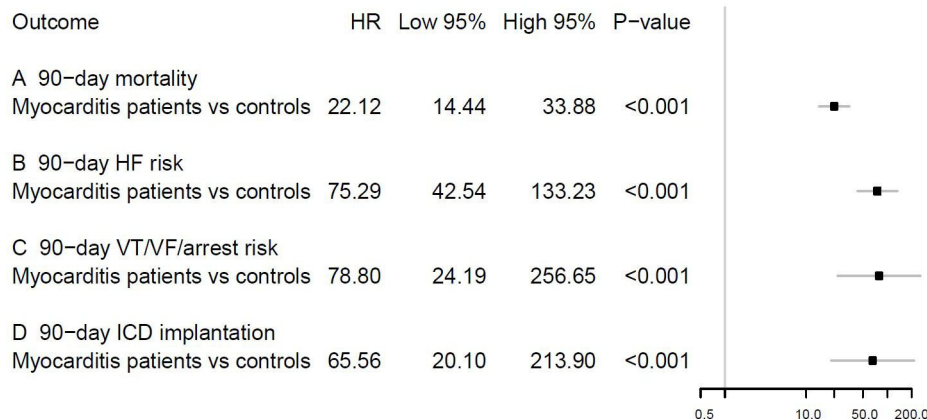 Outcome HR Low 95% High 95% P−value
A 90−day mortality
Myocarditis patients vs controls 22.12 14.44 33.88 <0.001
B 90−day HF risk
Myocarditis patients vs controls 75.29 42.54 133.23 <0.001
C 90−day VT/VF/arrest risk
Myocarditis patients vs controls 78.80 24.19 256.65 <0.001
D 90−day ICD implantation
Myocarditis patients vs controls 65.56 20.10 213.90 <0.001
0.5 10.0 50.0 200.0